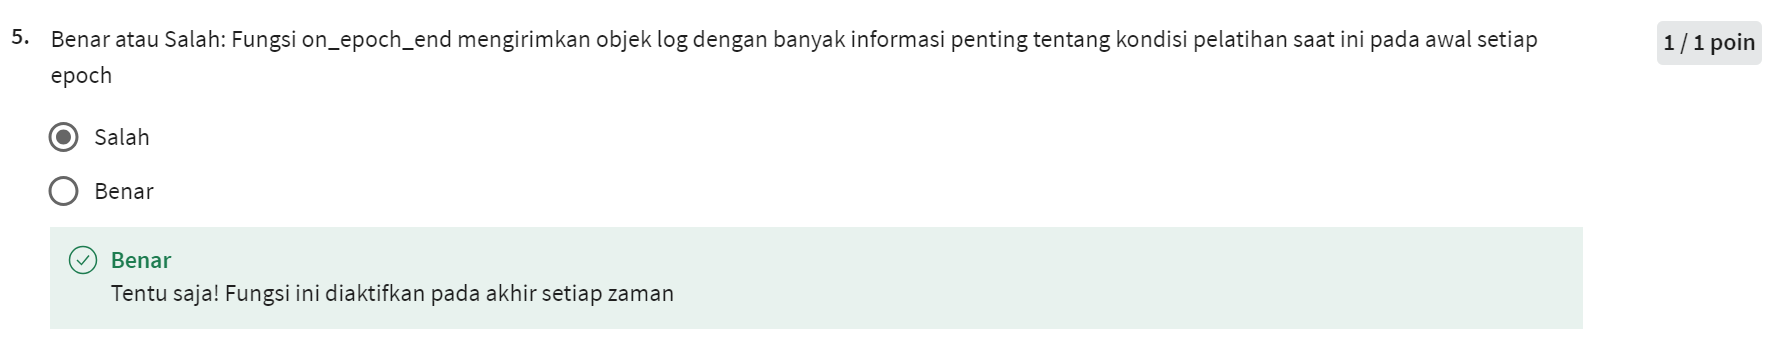 5. Benar atau Salah: Fungsi on_epoch_end mengirimkan objek log dengan banyak informasi penting tentang kondisi pelatihan saat ini pada awal setiap
epoch
1 / 1 poin
Salah
Benar
Benar
Tentu saja! Fungsi ini diaktifkan pada akhir setiap zaman